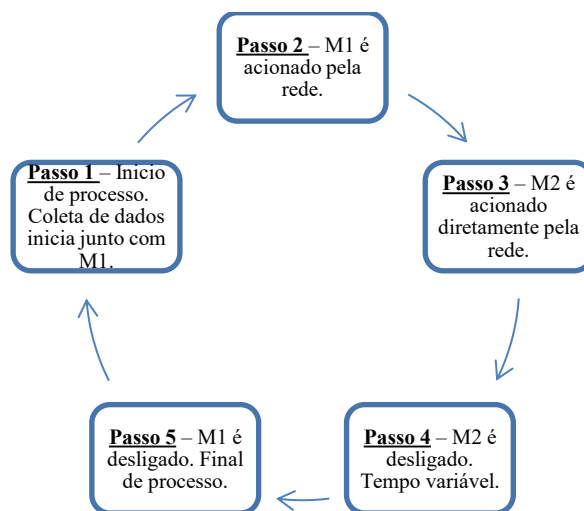 Passo 2 – M1 é
acionado pela
rede.
Passo 1 – Inicio
de processo.
Coleta de dados
inicia junto com
M1.
Passo 3 – M2 é
acionado
diretamente pela
rede.
Passo 5 – M1 é
desligado. Final
de processo.
Passo 4 – M2 é
desligado.
Tempo variável.